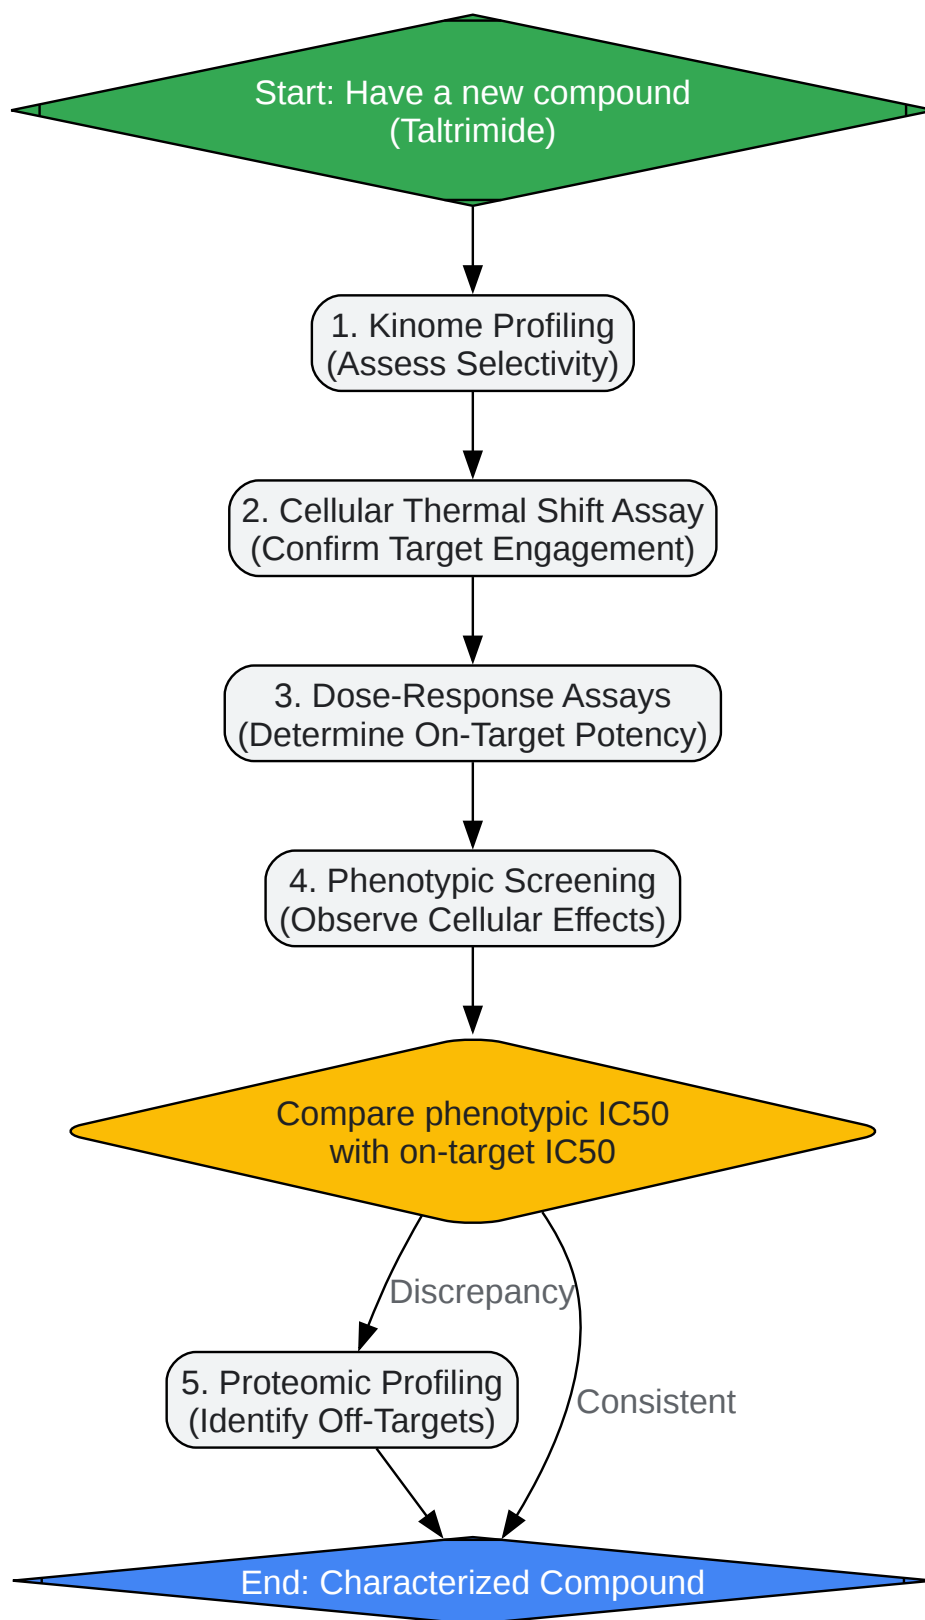 Start: Have a new compound
(Taltrimide)
1. Kinome Profiling
(Assess Selectivity)
2. Cellular Thermal Shift Assay
(Confirm Target Engagement)
3. Dose-Response Assays
(Determine On-Target Potency)
4. Phenotypic Screening
(Observe Cellular Effects)
Compare phenotypic IC50
with on-target IC50
Discrepancy
5. Proteomic Profiling
(Identify Off-Targets)
Consistent
End: Characterized Compound